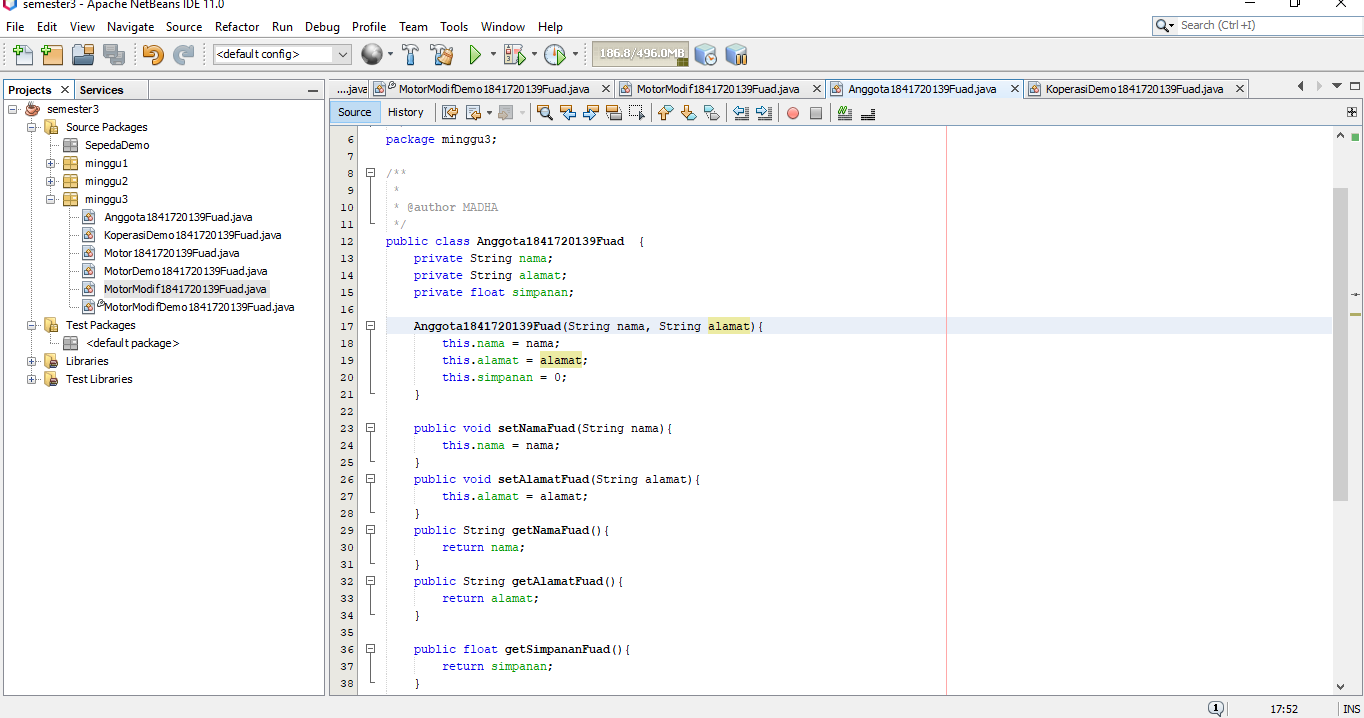 semester3 - Apache NetBeans IDE 11.0
File Edit View Navigate Source Refactor Run Debug Profile Team Tools Window Help
Search (Ctrl+I)
<default config>
186.8/496.0MB
Projects Services
....java MotorModifDemo1841720139Fuad.java MotorModif1841720139Fuad.java Anggota1841720139Fuad.java KoperasiDemo1841720139Fuad.java
Source History
semester3
Source Packages
SepedaDemo
minggu1
minggu2
minggu3
Anggota1841720139Fuad.java
KoperasiDemo1841720139Fuad.java
Motor1841720139Fuad.java
MotorDemo1841720139Fuad.java
MotorModif1841720139Fuad.java
MotorModifDemo1841720139Fuad.java
Test Packages
<default package>
Libraries
Test Libraries
6 package minggu3;
7
8 /**
9 *
10 * @author MADHA
11 */
12 public class Anggota1841720139Fuad {
13 private String nama;
14 private String alamat;
15 private float simpanan;
16
17 Anggota1841720139Fuad(String nama, String alamat){
18 this.nama = nama;
19 this.alamat = alamat;
20 this.simpanan = 0;
21 }
22
23 public void setNamaFuad(String nama){
24 this.nama = nama;
25 }
26 public void setAlamatFuad(String alamat){
27 this.alamat = alamat;
28 }
29 public String getNamaFuad(){
30 return nama;
31 }
32 public String getAlamatFuad(){
33 return alamat;
34 }
35
36 public float getSimpananFuad(){
37 return simpanan;
38 }
1 17:52 INS